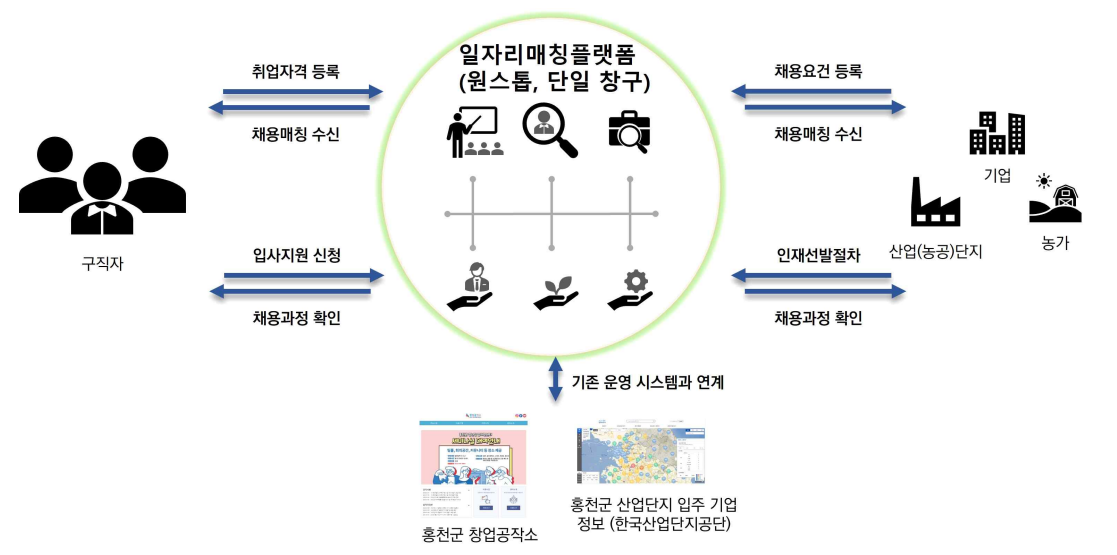 일자리매칭플랫폼
(원스톱, 단일 창구)
취업자격 등록
채용매칭 수신
구직자
입사지원 신청
채용과정 확인
채용요건 등록
채용매칭 수신
기업
산업(농공)단지
농가
인재선발절차
채용과정 확인
기존 운영 시스템과 연계
홍천군 창업공작소
홍천군 산업단지 입주 기업
정보 (한국산업단지공단)